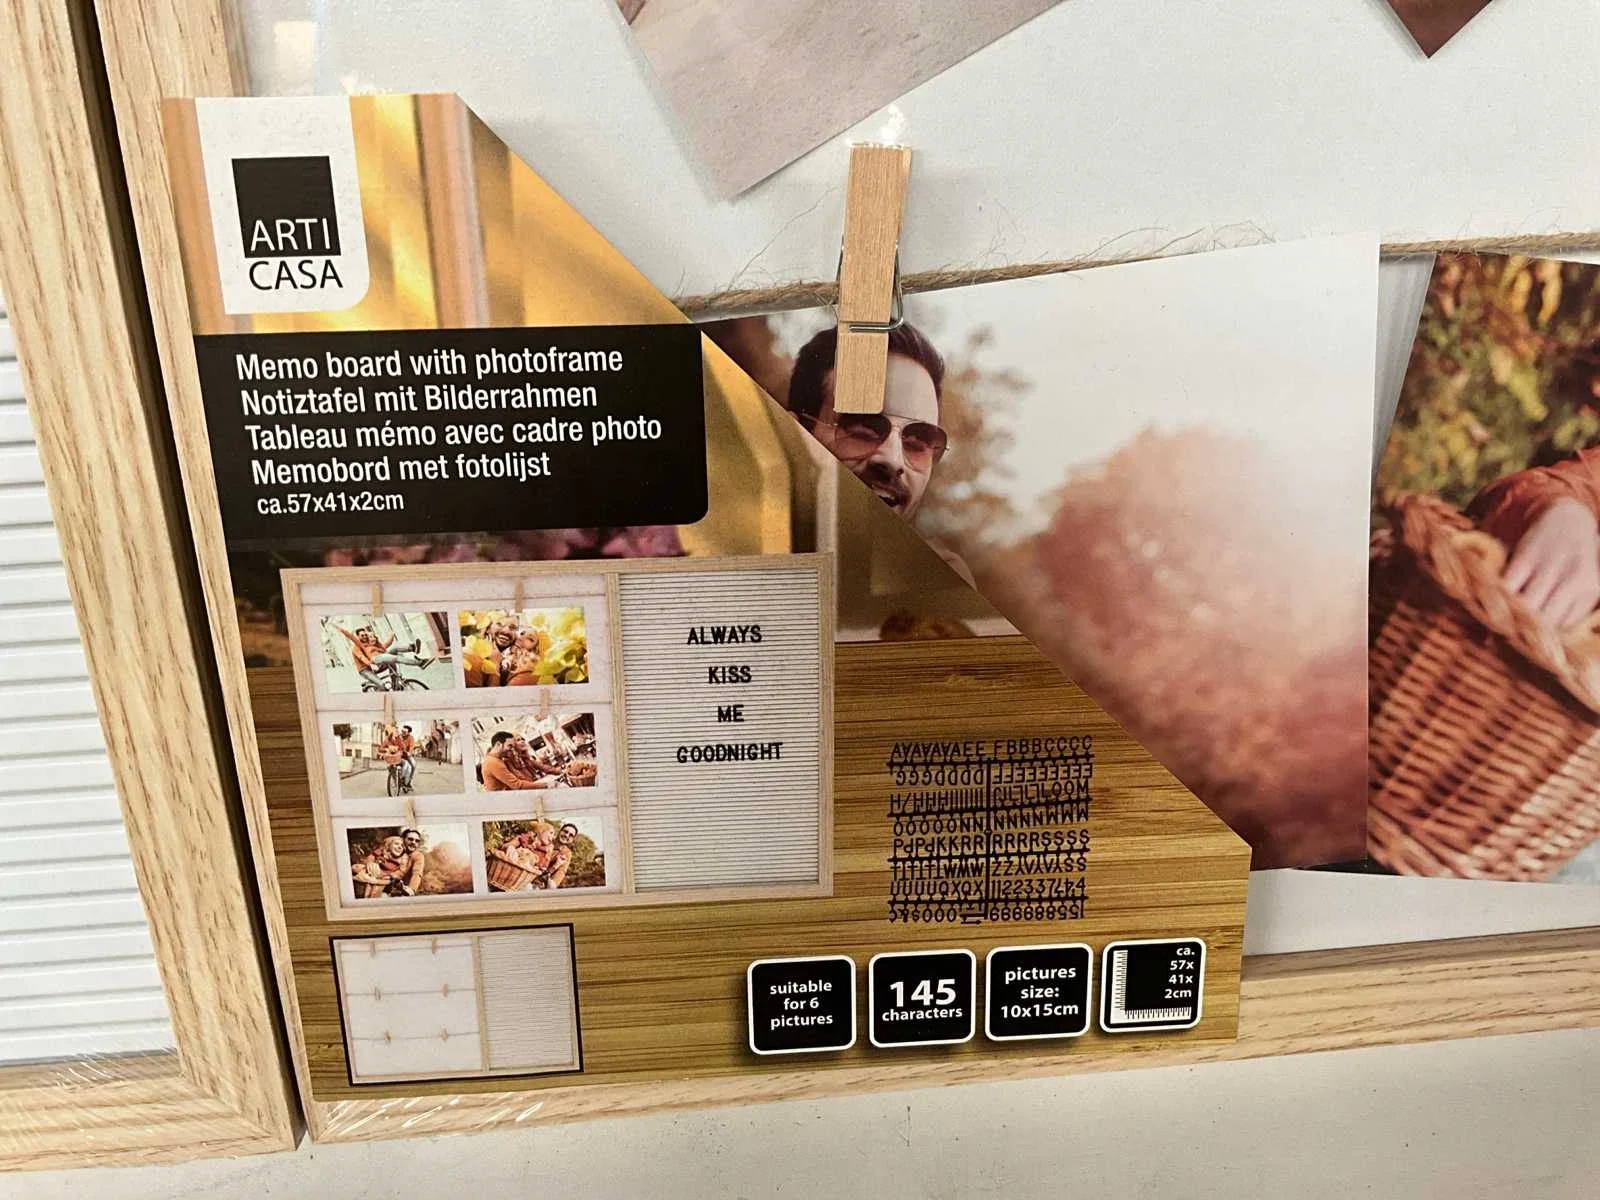 ARTI
CASA
Memo board with photoframe
Notiztafel mit Bilderrahmen
Tableau mémo avec cadre photo
Memobord met fotolijst
ca.57x41x2cm
ALWAYS
KISS
ME
GOODNIGHT
suitable
for 6
pictures
145
characters
pictures
size:
10x15cm
ca.
57x
41x
2cm